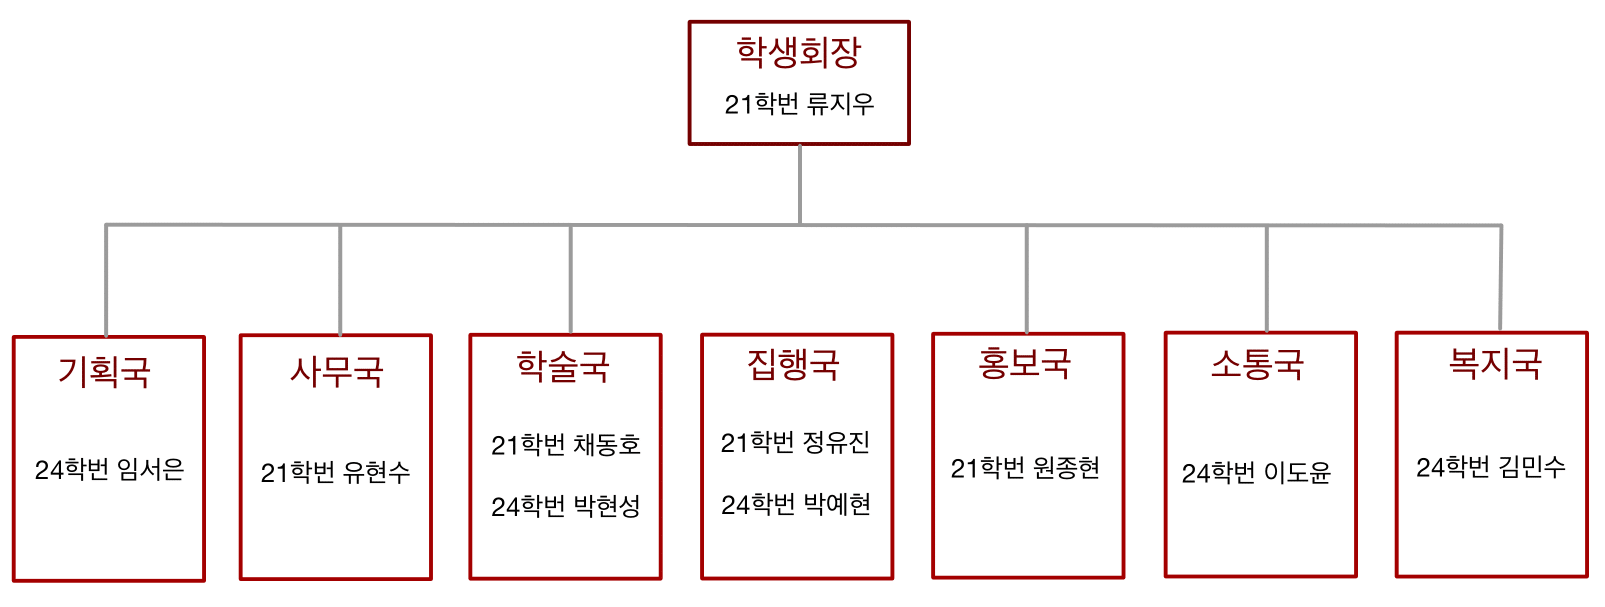 학생회장
21학번 류지우
기획국
24학번 임서은
사무국
21학번 유현수
학술국
21학번 채동호
24학번 박현성
집행국
21학번 정유진
24학번 박예현
홍보국
21학번 원종현
소통국
24학번 이도윤
복지국
24학번 김민수